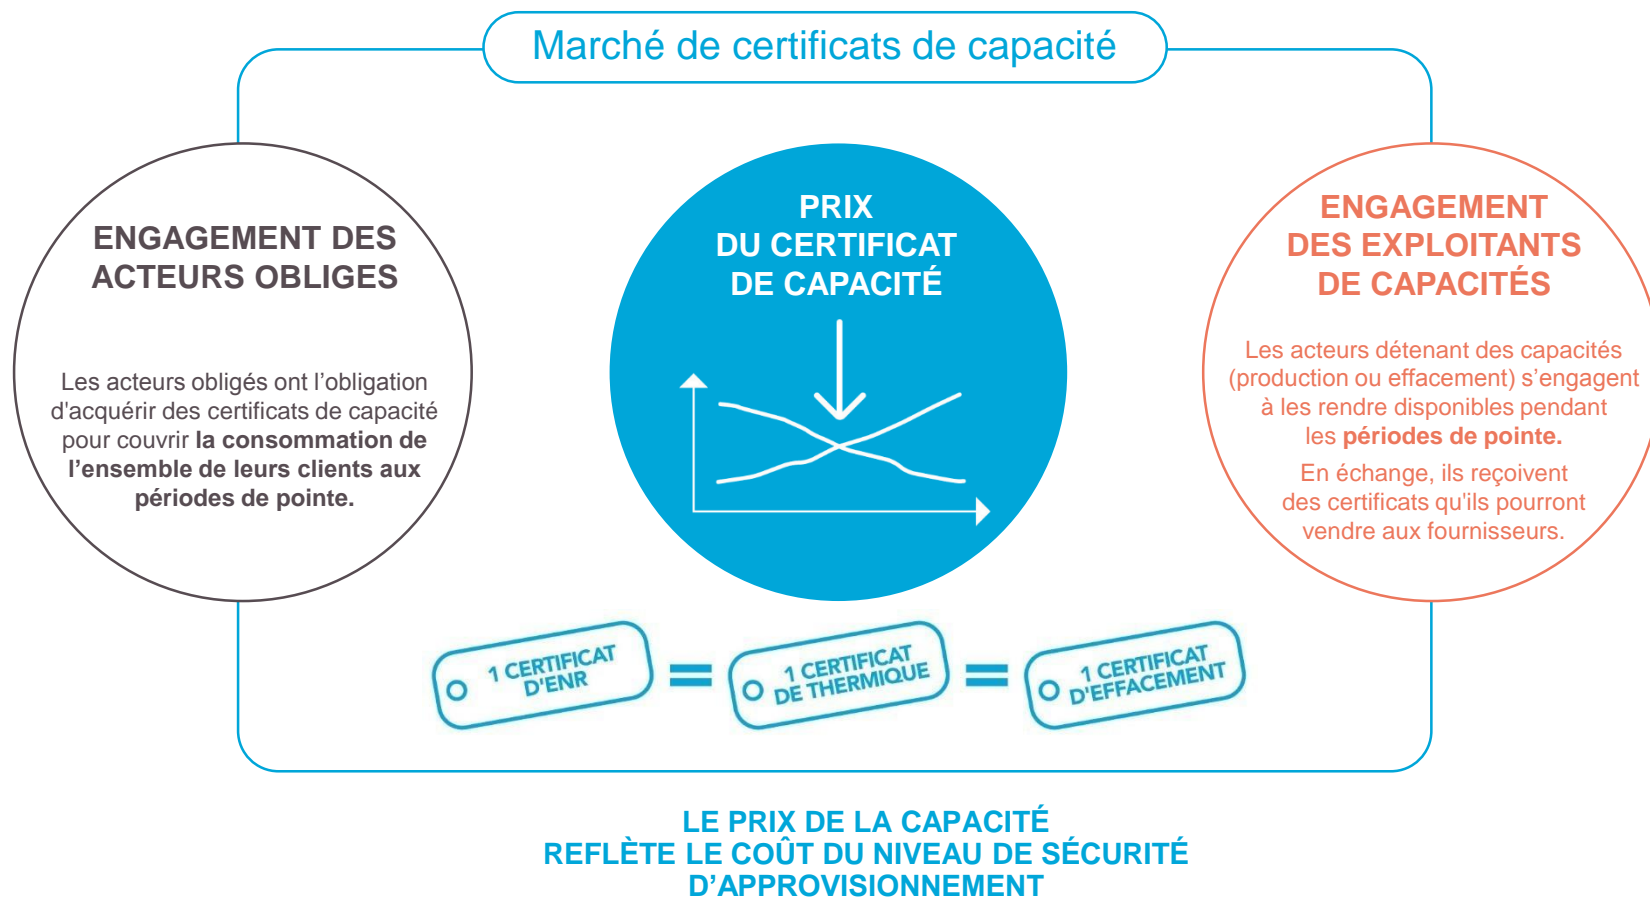 Marché de certificats de capacité
ENGAGEMENT DES
ACTEURS OBLIGES
Les acteurs obligés ont l’obligation
d'acquérir des certificats de capacité
pour couvrir la consommation de
l’ensemble de leurs clients aux
périodes de pointe.
PRIX
DU CERTIFICAT
DE CAPACITÉ
ENGAGEMENT
DES EXPLOITANTS
DE CAPACITÉS
Les acteurs détenant des capacités
(production ou effacement) s’engagent
à les rendre disponibles pendant
les périodes de pointe.
En échange, ils reçoivent
des certificats qu'ils pourront
vendre aux fournisseurs.
1 CERTIFICAT
D'ENR
=
1 CERTIFICAT
DE THERMIQUE
=
1 CERTIFICAT
D'EFFACEMENT
LE PRIX DE LA CAPACITÉ
REFLÈTE LE COÛT DU NIVEAU DE SÉCURITÉ
D’APPROVISIONNEMENT